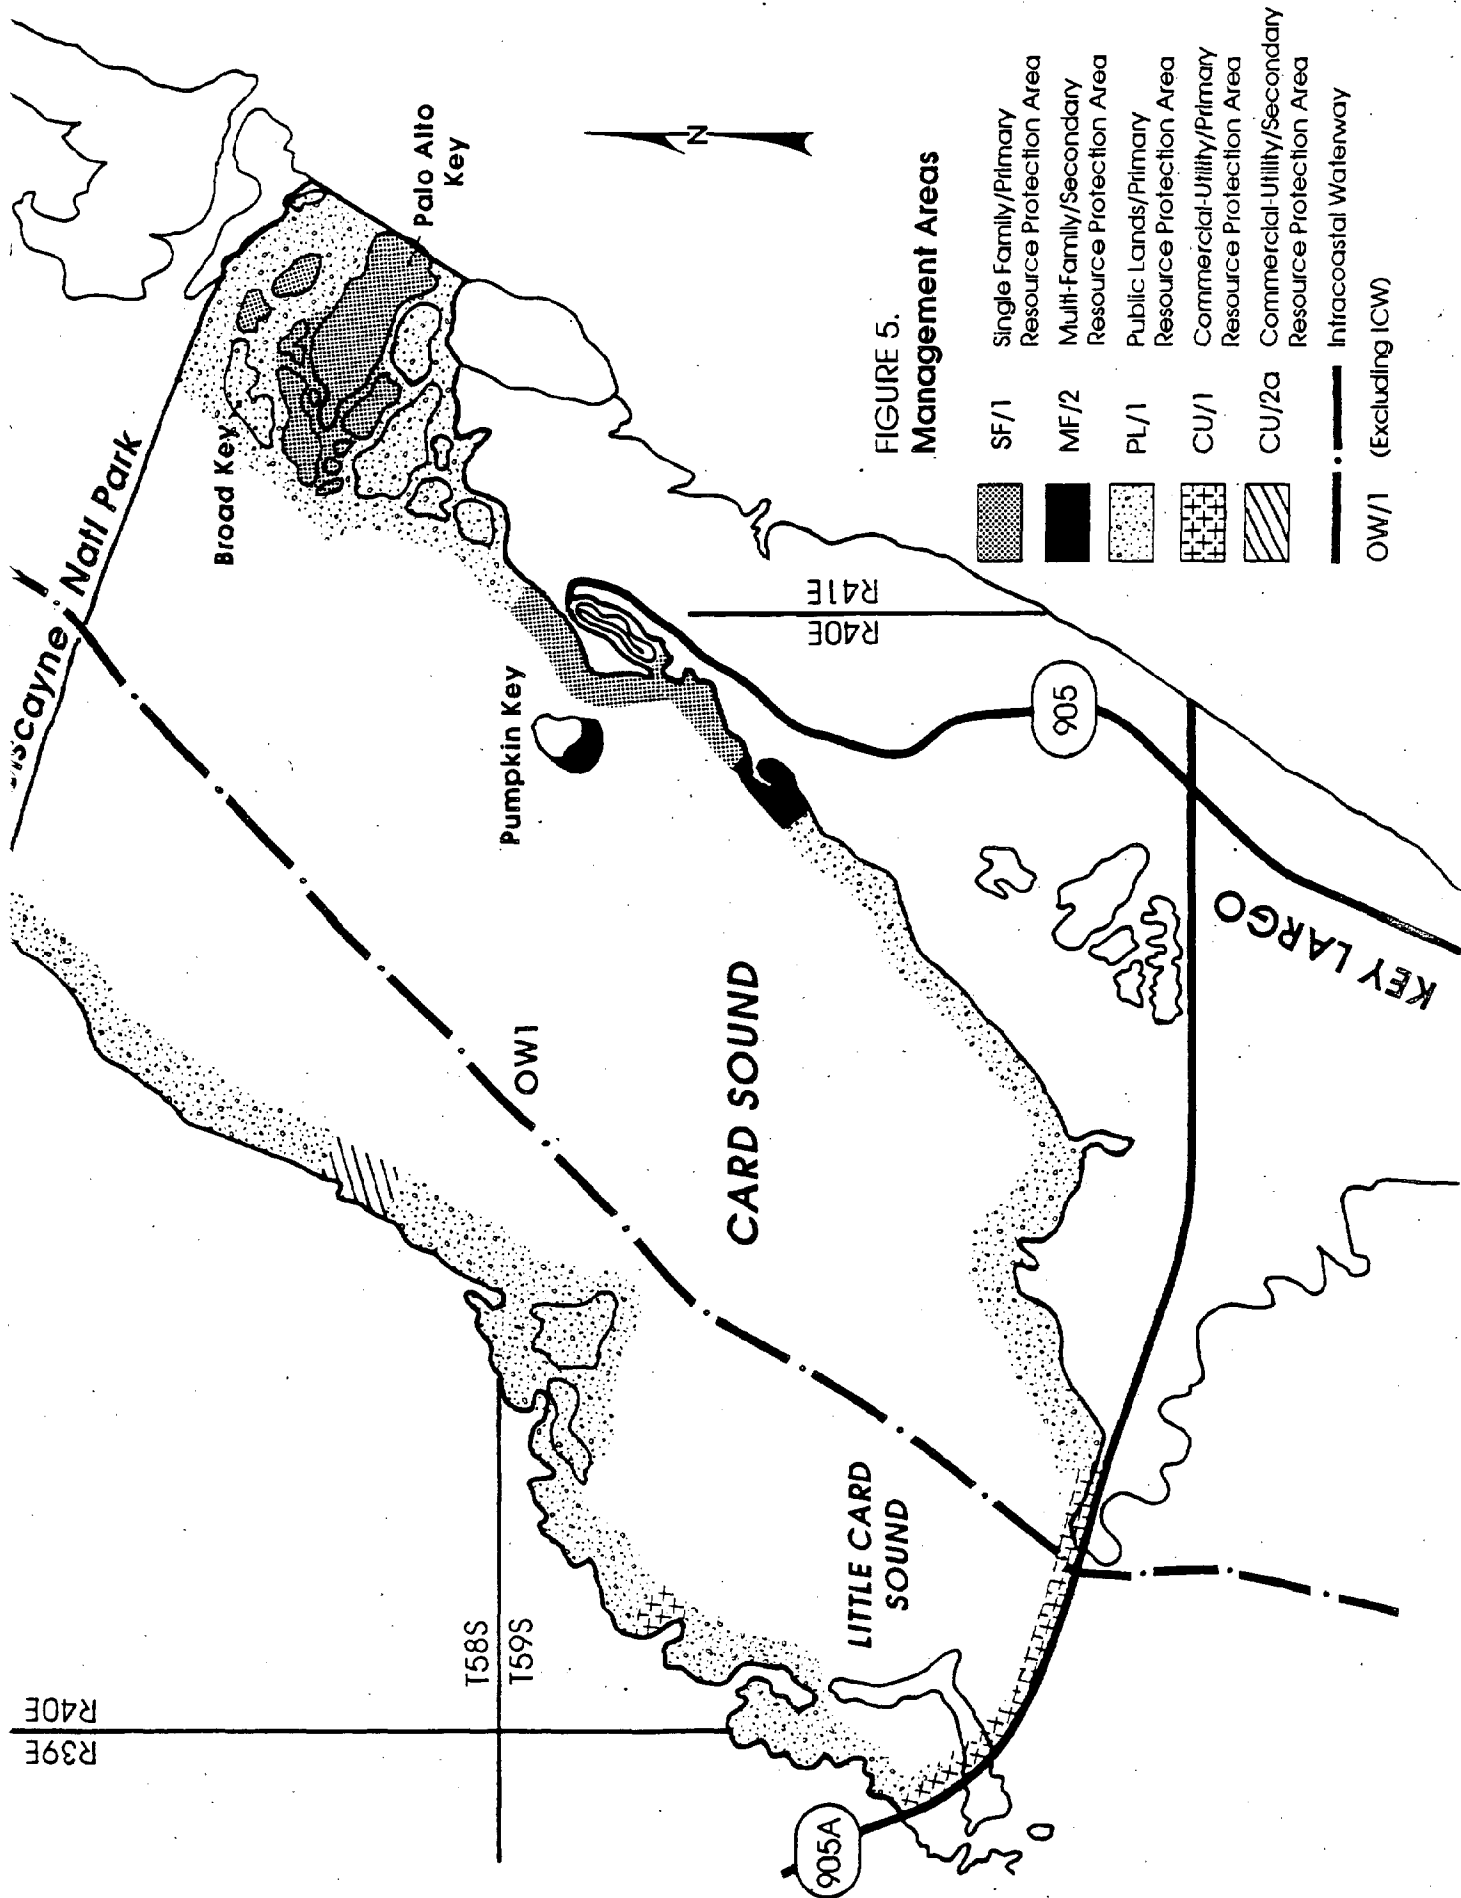 Natl Park
Broad Key
Palo Alto
Key
N
Pumpkin Key
OW1
CARD SOUND
LITTLE CARD
SOUND
T58S
T59S
R40E
R39E
R41E
R40E
905
905A
KEY LARGO
FIGURE 5.
Management Areas
SF/1 Single Family/Primary
Resource Protection Area
MF/2 Multi-Family/Secondary
Resource Protection Area
PL/1 Public Lands/Primary
Resource Protection Area
CU/1 Commercial-Utility/Primary
Resource Protection Area
CU/2a Commercial-Utility/Secondary
Resource Protection Area
Intracoastal Waterway
OW/1 (Excluding ICW)